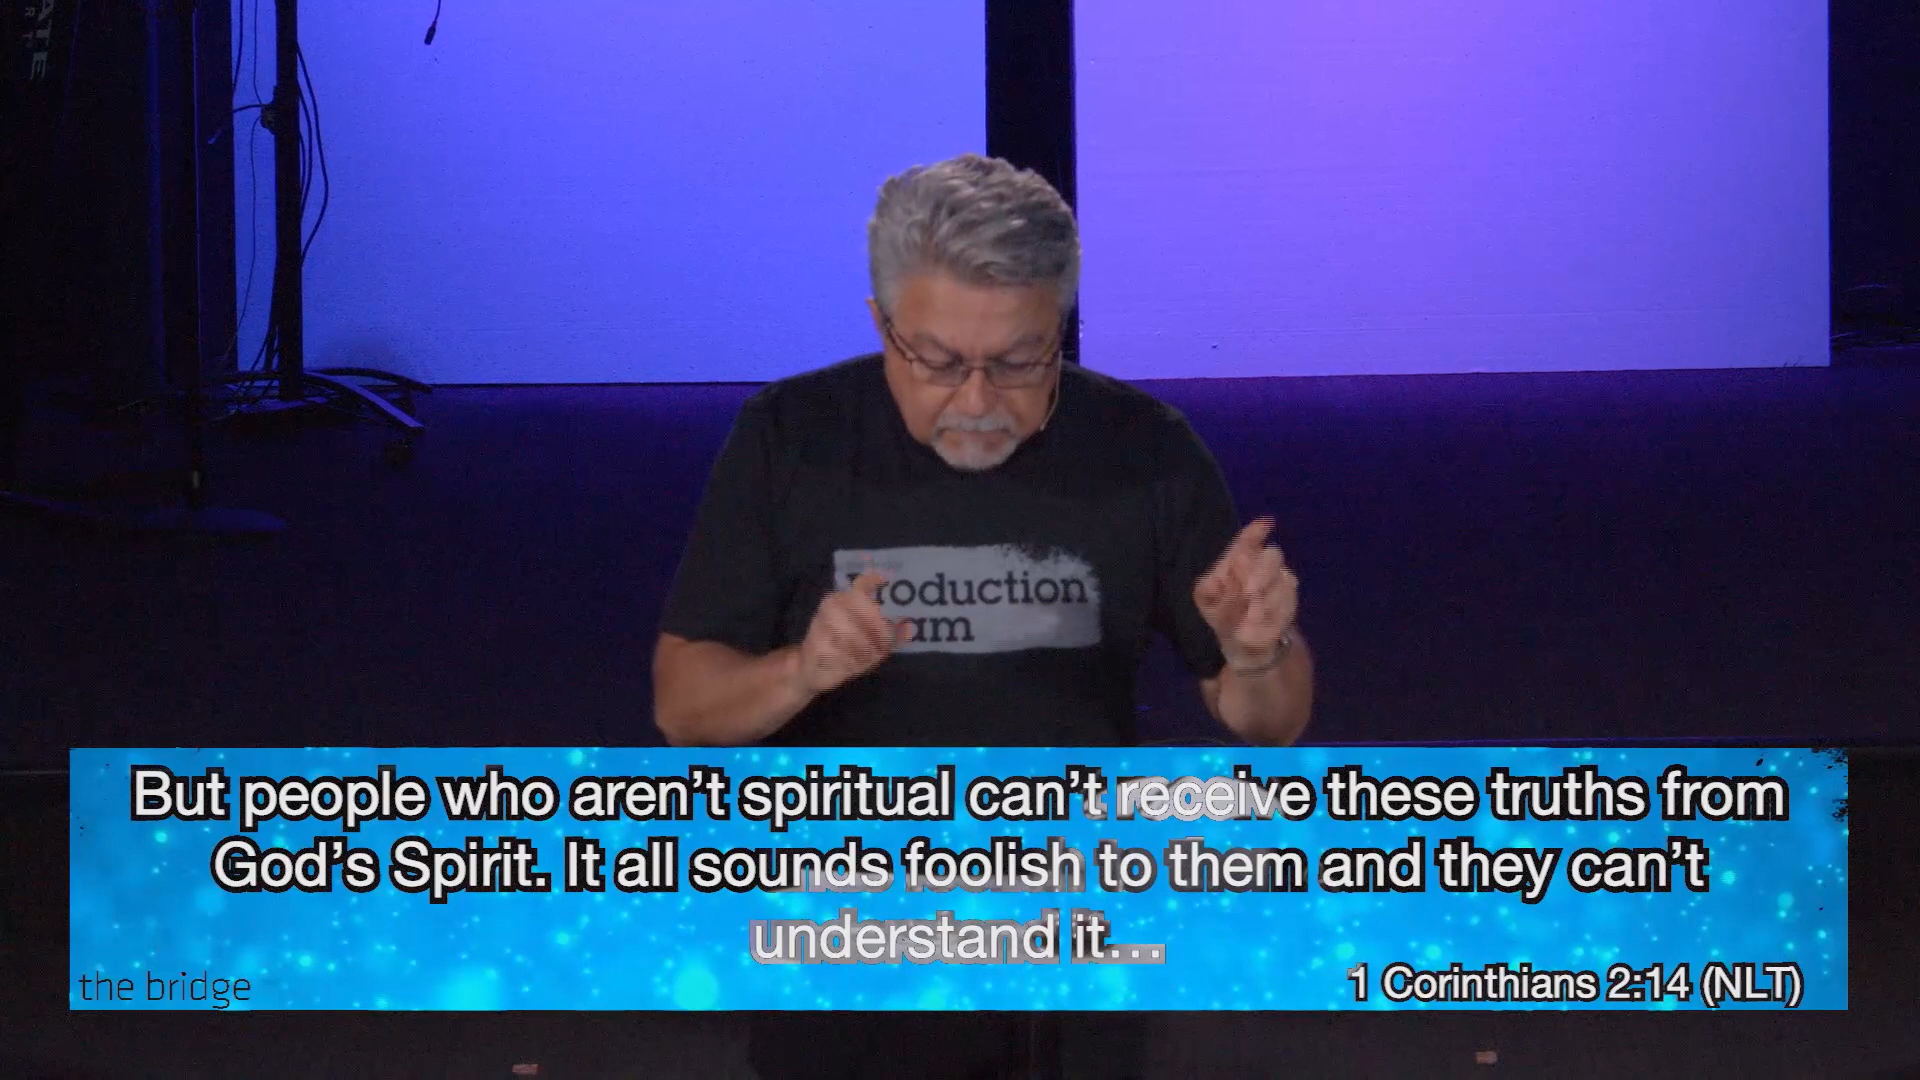 ATE
Production
am
But people who aren’t spiritual can’t receive these truths from
God’s Spirit. It all sounds foolish to them and they can’t
understand it…
the bridge
1 Corinthians 2:14 (NLT)